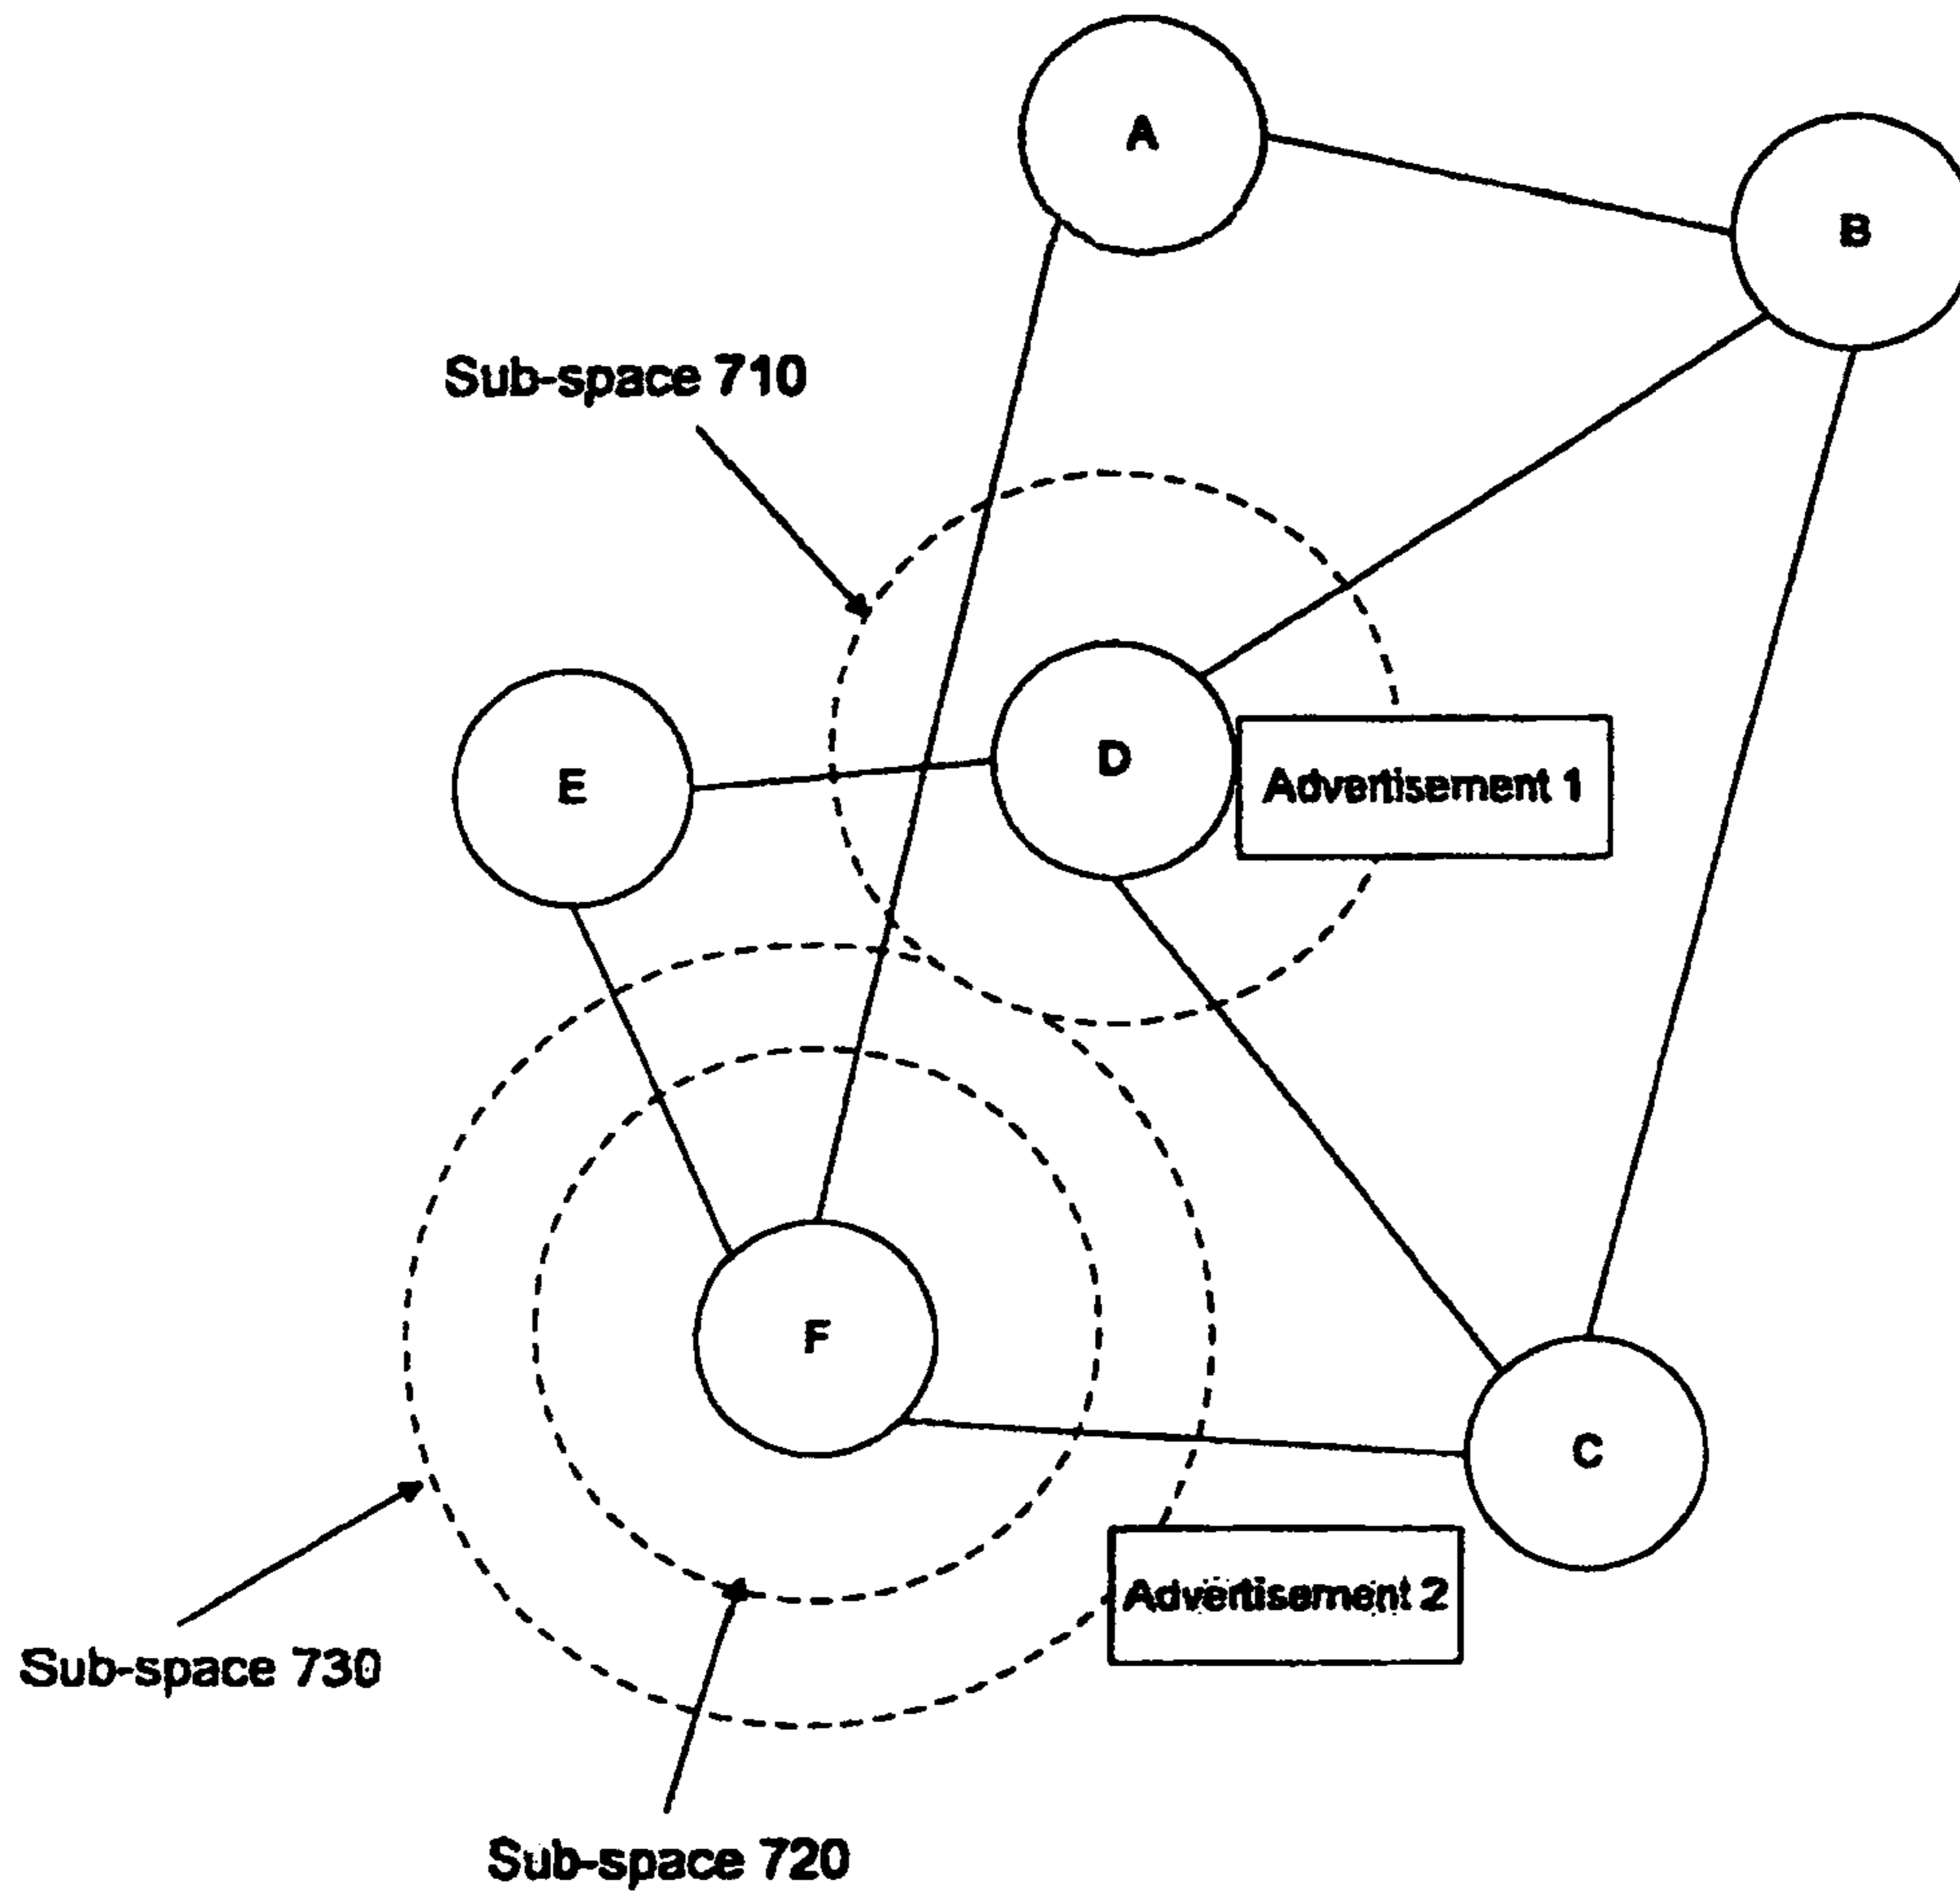 A
B
Sub-space 710
E
D
Advertisement 1
F
C
Advertisement 2
Sub-space 730
Sub-space 720